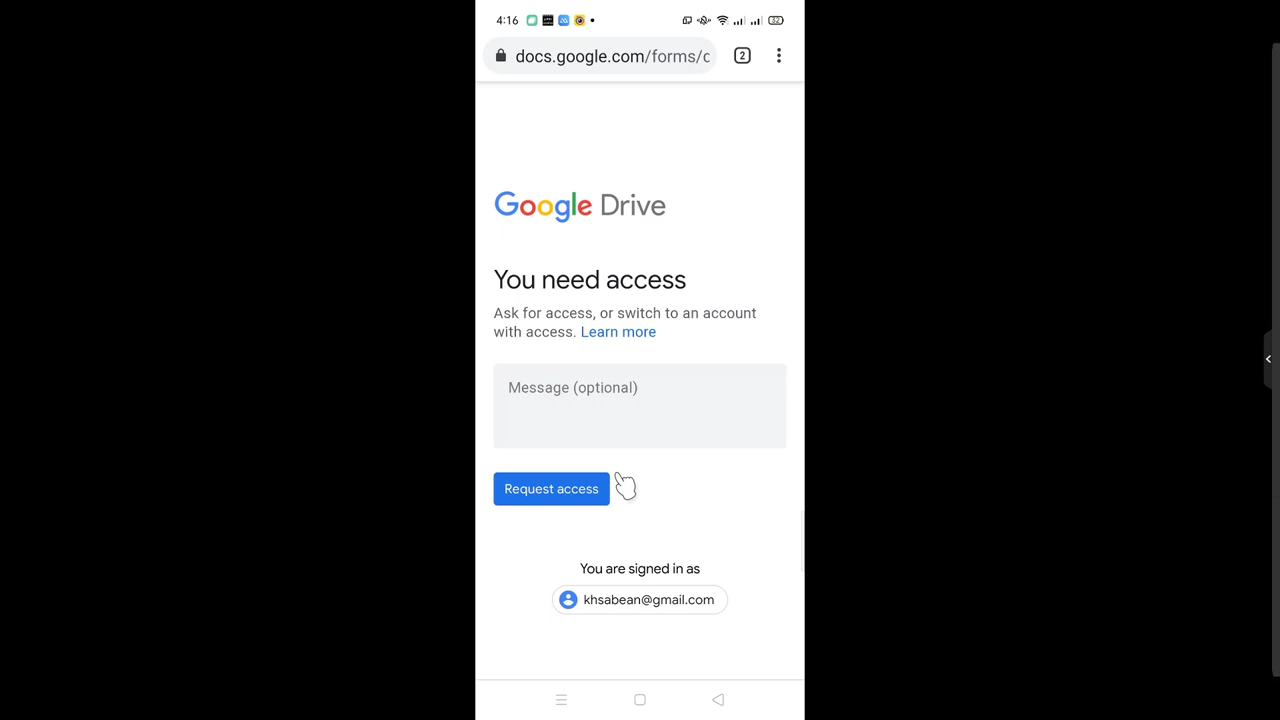 4:16
32
docs.google.com/forms/c
2
Google Drive
You need access
Ask for access, or switch to an account
with access. Learn more
Message (optional)
Request access
You are signed in as
khsabean@gmail.com